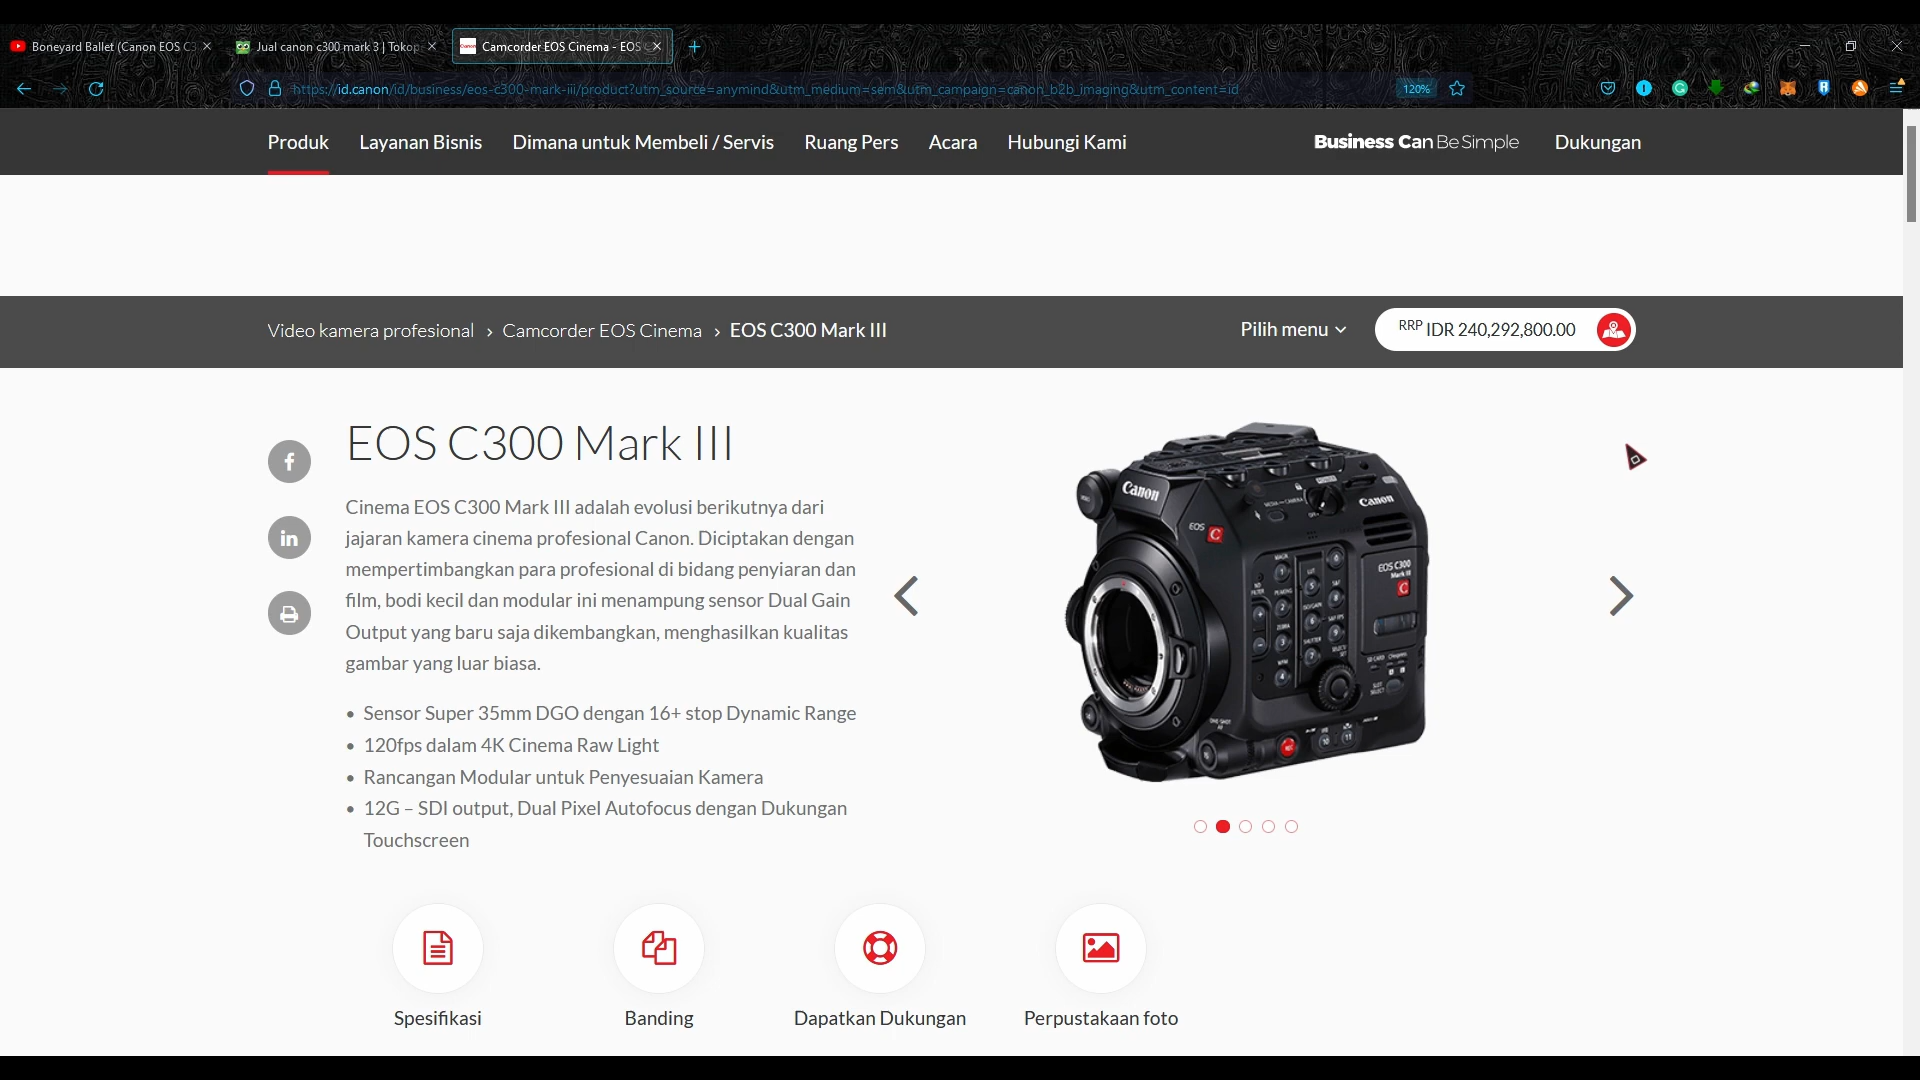 Boneyard Ballet (Canon EOS C3
Jual canon c300 mark 3 | Tokop
Camcorder EOS Cinema - EOS C
https://id.canon/id/business/eos-c300-mark-iii/product?utm_source=anymind&utm_medium=sem&utm_campaign=canon_b2b_imaging&utm_content=id
120%
Produk
Layanan Bisnis
Dimana untuk Membeli / Servis
Ruang Pers
Acara
Hubungi Kami
Business Can Be Simple
Dukungan
Video kamera profesional › Camcorder EOS Cinema › EOS C300 Mark III
Pilih menu
RRP IDR 240,292,800.00
EOS C300 Mark III
Cinema EOS C300 Mark III adalah evolusi berikutnya dari
jajaran kamera cinema profesional Canon. Diciptakan dengan
mempertimbangkan para profesional di bidang penyiaran dan
film, bodi kecil dan modular ini menampung sensor Dual Gain
Output yang baru saja dikembangkan, menghasilkan kualitas
gambar yang luar biasa.
• Sensor Super 35mm DGO dengan 16+ stop Dynamic Range
• 120fps dalam 4K Cinema Raw Light
• Rancangan Modular untuk Penyesuaian Kamera
• 12G – SDI output, Dual Pixel Autofocus dengan Dukungan
Touchscreen
Canon
Canon
EOS C
EOS C300
Mark III
C
Spesifikasi
Banding
Dapatkan Dukungan
Perpustakaan foto